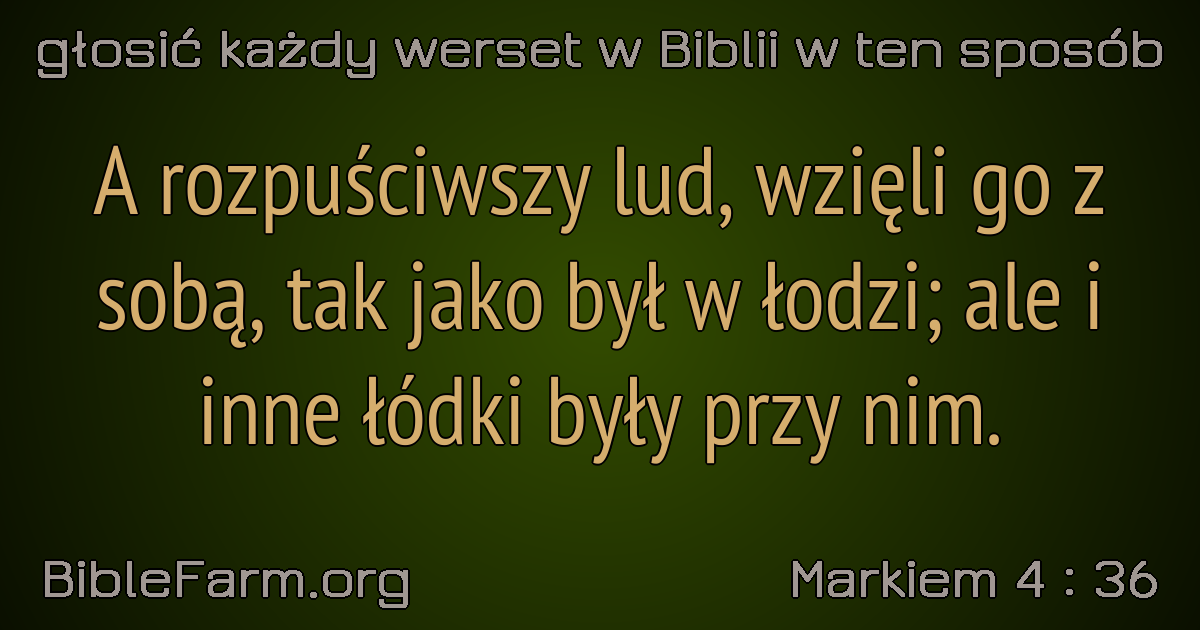 głosić każdy werset w Biblii w ten sposób
A rozpuściwszy lud, wzięli go z
sobą, tak jako był w łodzi; ale i
inne łódki były przy nim.
BibleFarm.org
Markiem 4 : 36